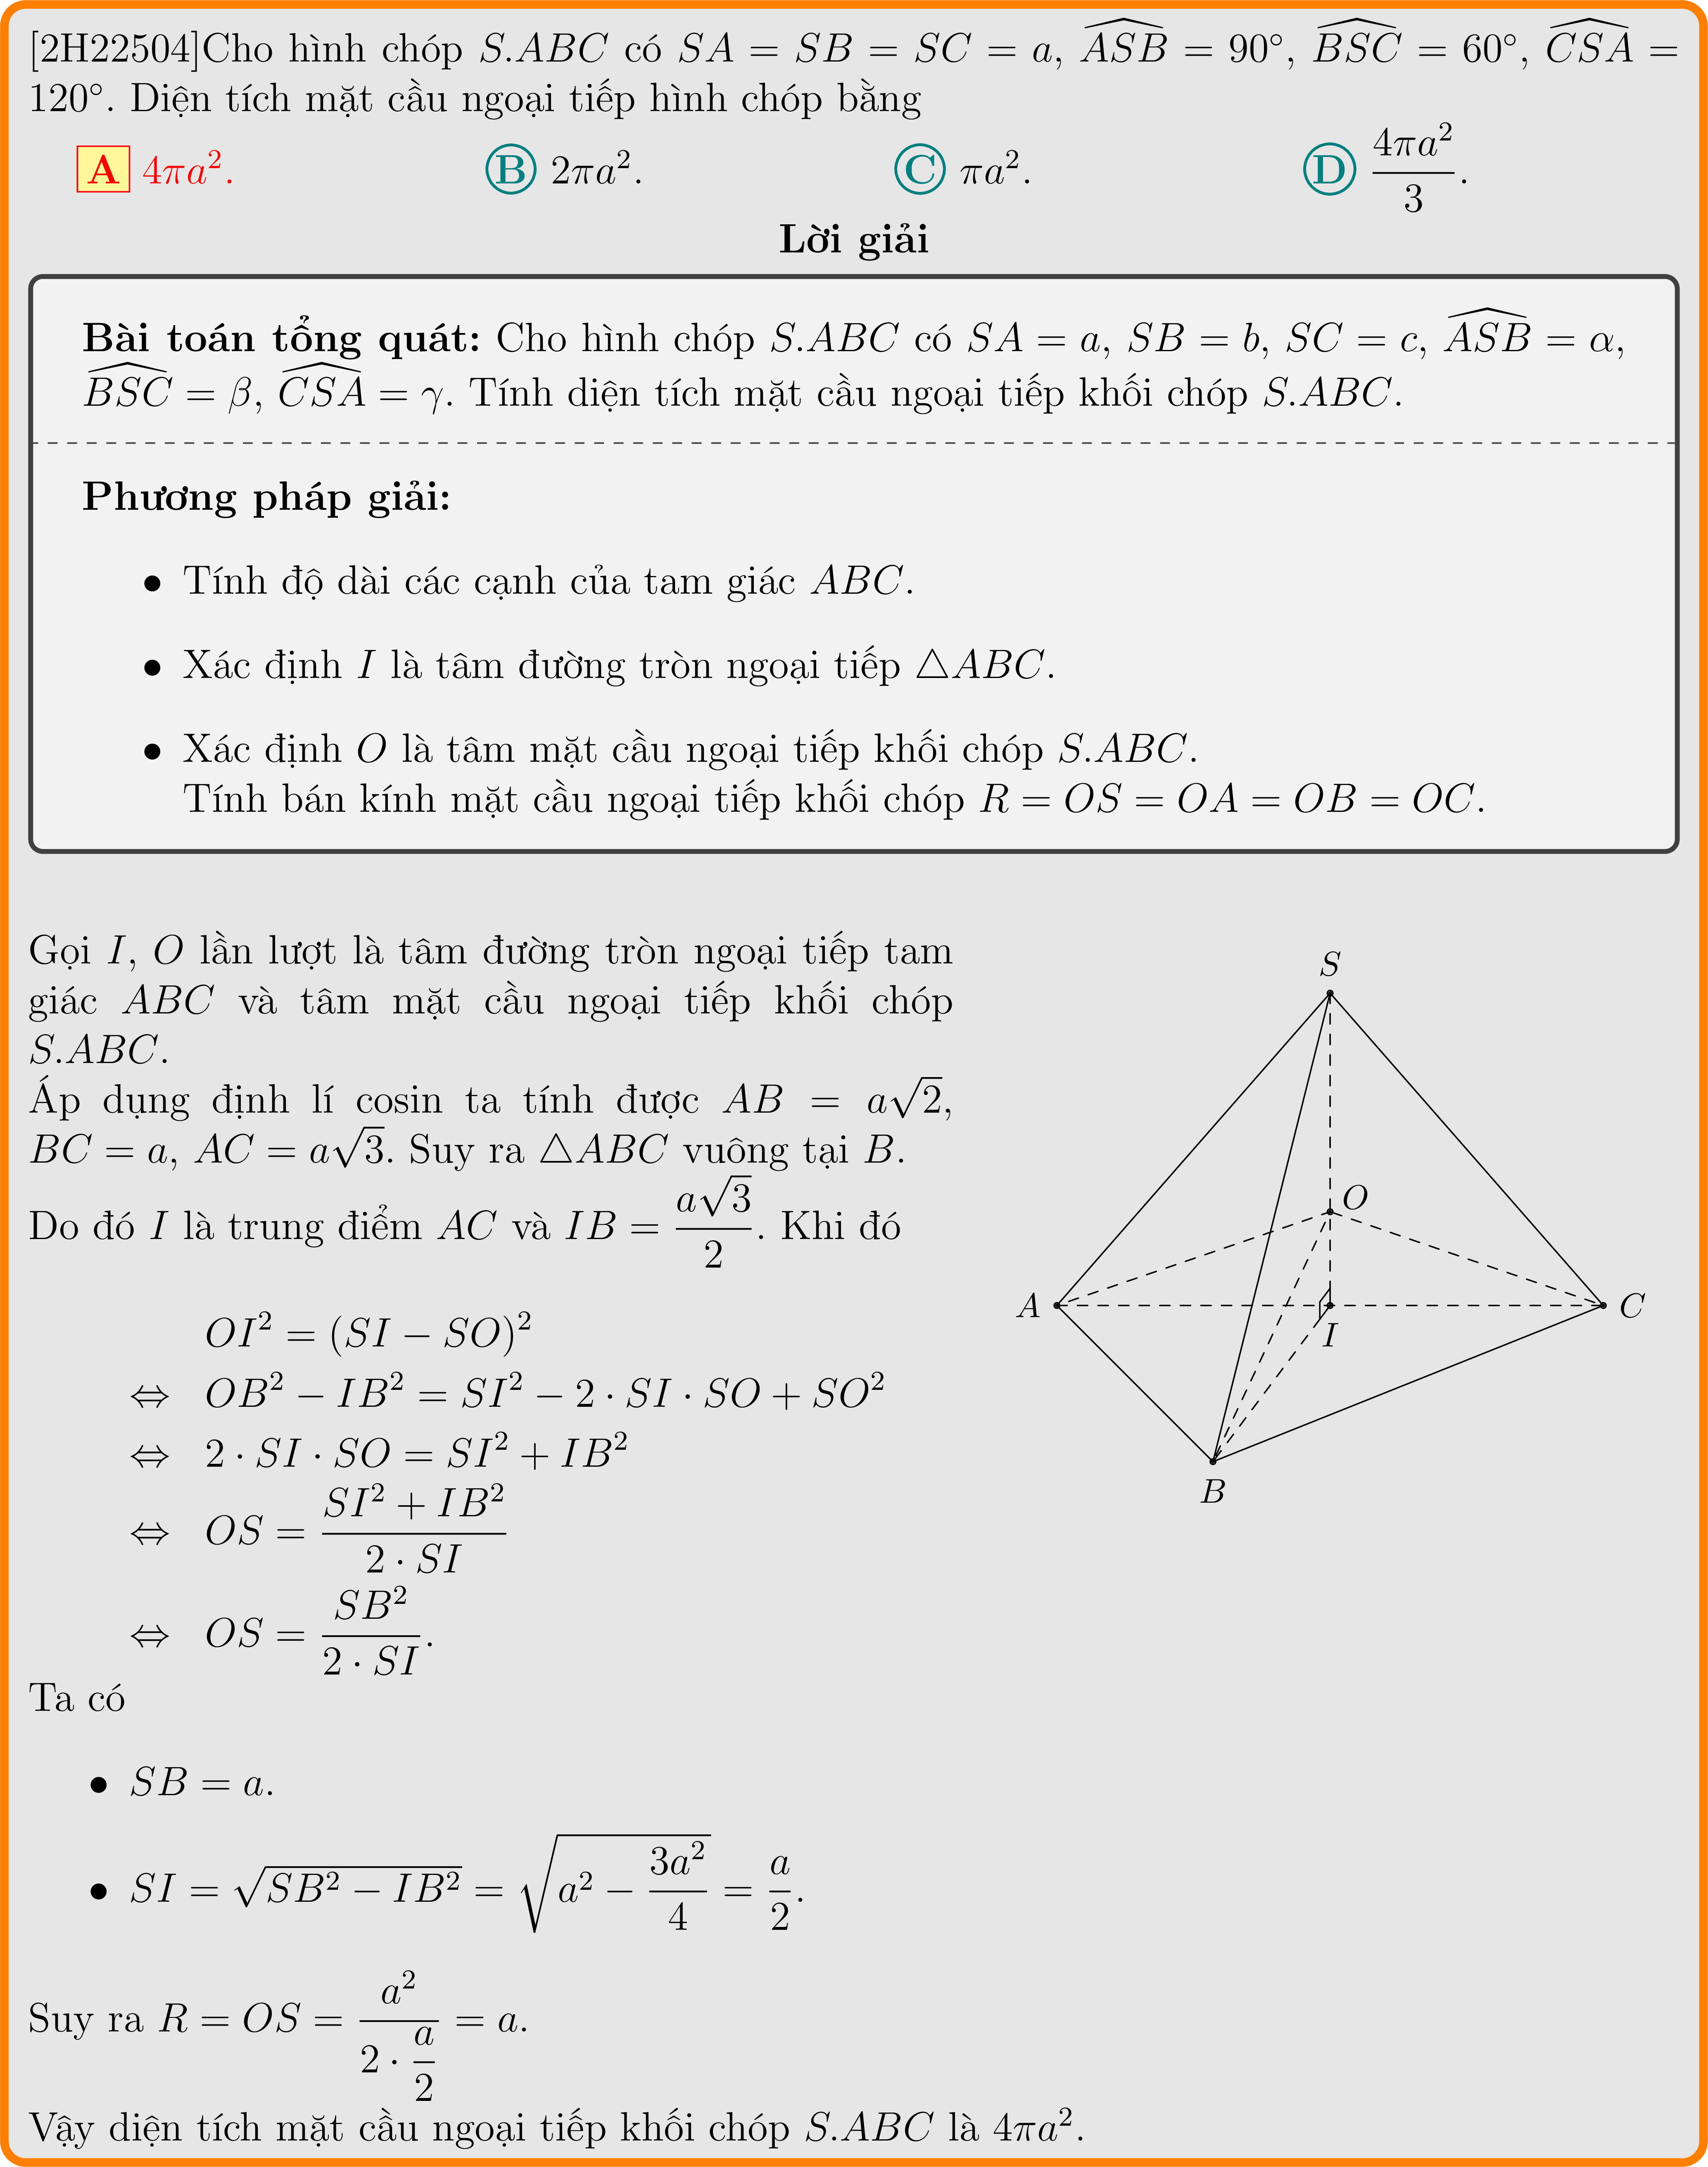 [2H22504]Cho hình chóp $S.ABC$ có $SA = SB = SC = a$, $\widehat{ASB} = 90^\circ$, $\widehat{BSC} = 60^\circ$, $\widehat{CSA} =$
$120^\circ$. Diện tích mặt cầu ngoại tiếp hình chóp bằng
A $4\pi a^2$. B $2\pi a^2$. C $\pi a^2$. D $\dfrac{4\pi a^2}{3}$.
Lời giải
Bài toán tổng quát: Cho hình chóp $S.ABC$ có $SA = a$, $SB = b$, $SC = c$, $\widehat{ASB} = \alpha$,
$\widehat{BSC} = \beta$, $\widehat{CSA} = \gamma$. Tính diện tích mặt cầu ngoại tiếp khối chóp $S.ABC$.
Phương pháp giải:
• Tính độ dài các cạnh của tam giác $ABC$.
• Xác định $I$ là tâm đường tròn ngoại tiếp $\triangle ABC$.
• Xác định $O$ là tâm mặt cầu ngoại tiếp khối chóp $S.ABC$.
Tính bán kính mặt cầu ngoại tiếp khối chóp $R = OS = OA = OB = OC$.
Gọi $I$, $O$ lần lượt là tâm đường tròn ngoại tiếp tam
giác $ABC$ và tâm mặt cầu ngoại tiếp khối chóp
$S.ABC$.
Áp dụng định lí cosin ta tính được $AB = a\sqrt{2}$,
$BC = a$, $AC = a\sqrt{3}$. Suy ra $\triangle ABC$ vuông tại $B$.
Do đó $I$ là trung điểm $AC$ và $IB = \dfrac{a\sqrt{3}}{2}$. Khi đó
$OI^2 = (SI - SO)^2$
$\Leftrightarrow OB^2 - IB^2 = SI^2 - 2 \cdot SI \cdot SO + SO^2$
$\Leftrightarrow 2 \cdot SI \cdot SO = SI^2 + IB^2$
$\Leftrightarrow OS = \dfrac{SI^2 + IB^2}{2 \cdot SI}$
$\Leftrightarrow OS = \dfrac{SB^2}{2 \cdot SI}$.
S
O
A
C
I
B
Ta có
• $SB = a$.
• $SI = \sqrt{SB^2 - IB^2} = \sqrt{a^2 - \dfrac{3a^2}{4}} = \dfrac{a}{2}$.
Suy ra $R = OS = \dfrac{a^2}{2 \cdot \dfrac{a}{2}} = a$.
Vậy diện tích mặt cầu ngoại tiếp khối chóp $S.ABC$ là $4\pi a^2$.